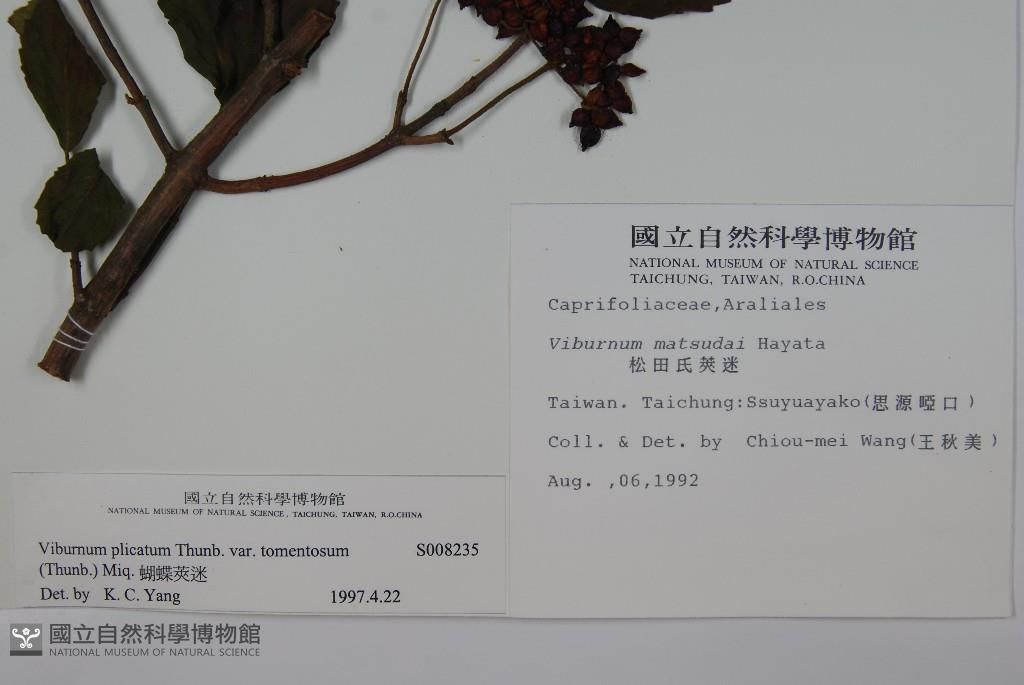 國立自然科學博物館
NATIONAL MUSEUM OF NATURAL SCIENCE
TAICHUNG, TAIWAN, R.O.CHINA
Caprifoliaceae,Araliales
Viburnum matsudai Hayata
松田氏莢迷
Taiwan. Taichung:Ssuyuayako(思源啞口)
Coll. & Det. by Chiou-mei Wang(王秋美)
Aug. ,06,1992
國立自然科學博物館
NATIONAL MUSEUM OF NATURAL SCIENCE, TAICHUNG, TAIWAN, R.O.CHINA
Viburnum plicatum Thunb. var. tomentosum S008235
(Thunb.) Miq. 蝴蝶莢迷
Det. by K. C. Yang 1997.4.22
國立自然科學博物館
NATIONAL MUSEUM OF NATURAL SCIENCE